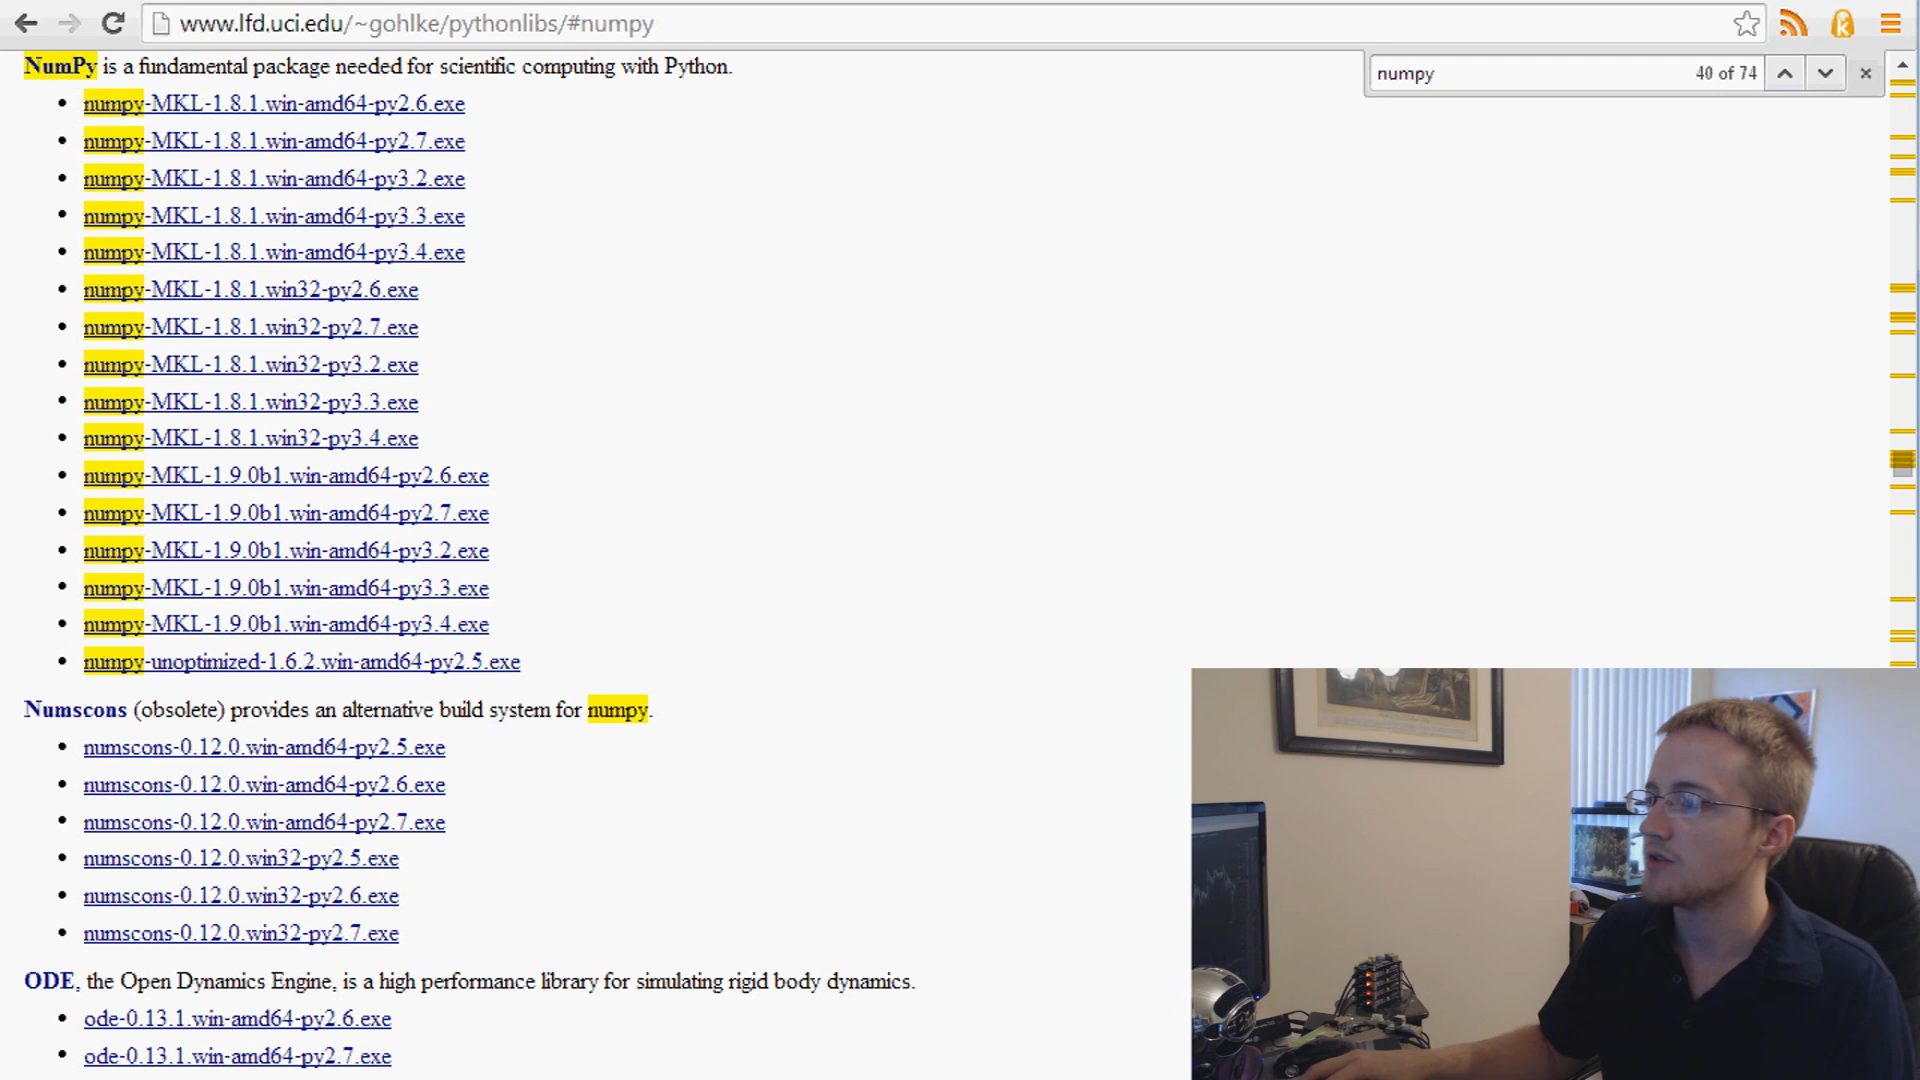 www.lfd.uci.edu/~gohlke/pythonlibs/#numpy
numpy 40 of 74
NumPy is a fundamental package needed for scientific computing with Python.
numpy-MKL-1.8.1.win-amd64-py2.6.exe
numpy-MKL-1.8.1.win-amd64-py2.7.exe
numpy-MKL-1.8.1.win-amd64-py3.2.exe
numpy-MKL-1.8.1.win-amd64-py3.3.exe
numpy-MKL-1.8.1.win-amd64-py3.4.exe
numpy-MKL-1.8.1.win32-py2.6.exe
numpy-MKL-1.8.1.win32-py2.7.exe
numpy-MKL-1.8.1.win32-py3.2.exe
numpy-MKL-1.8.1.win32-py3.3.exe
numpy-MKL-1.8.1.win32-py3.4.exe
numpy-MKL-1.9.0b1.win-amd64-py2.6.exe
numpy-MKL-1.9.0b1.win-amd64-py2.7.exe
numpy-MKL-1.9.0b1.win-amd64-py3.2.exe
numpy-MKL-1.9.0b1.win-amd64-py3.3.exe
numpy-MKL-1.9.0b1.win-amd64-py3.4.exe
numpy-unoptimized-1.6.2.win-amd64-py2.5.exe
Numscons (obsolete) provides an alternative build system for numpy.
numscons-0.12.0.win-amd64-py2.5.exe
numscons-0.12.0.win-amd64-py2.6.exe
numscons-0.12.0.win-amd64-py2.7.exe
numscons-0.12.0.win32-py2.5.exe
numscons-0.12.0.win32-py2.6.exe
numscons-0.12.0.win32-py2.7.exe
ODE, the Open Dynamics Engine, is a high performance library for simulating rigid body dynamics.
ode-0.13.1.win-amd64-py2.6.exe
ode-0.13.1.win-amd64-py2.7.exe